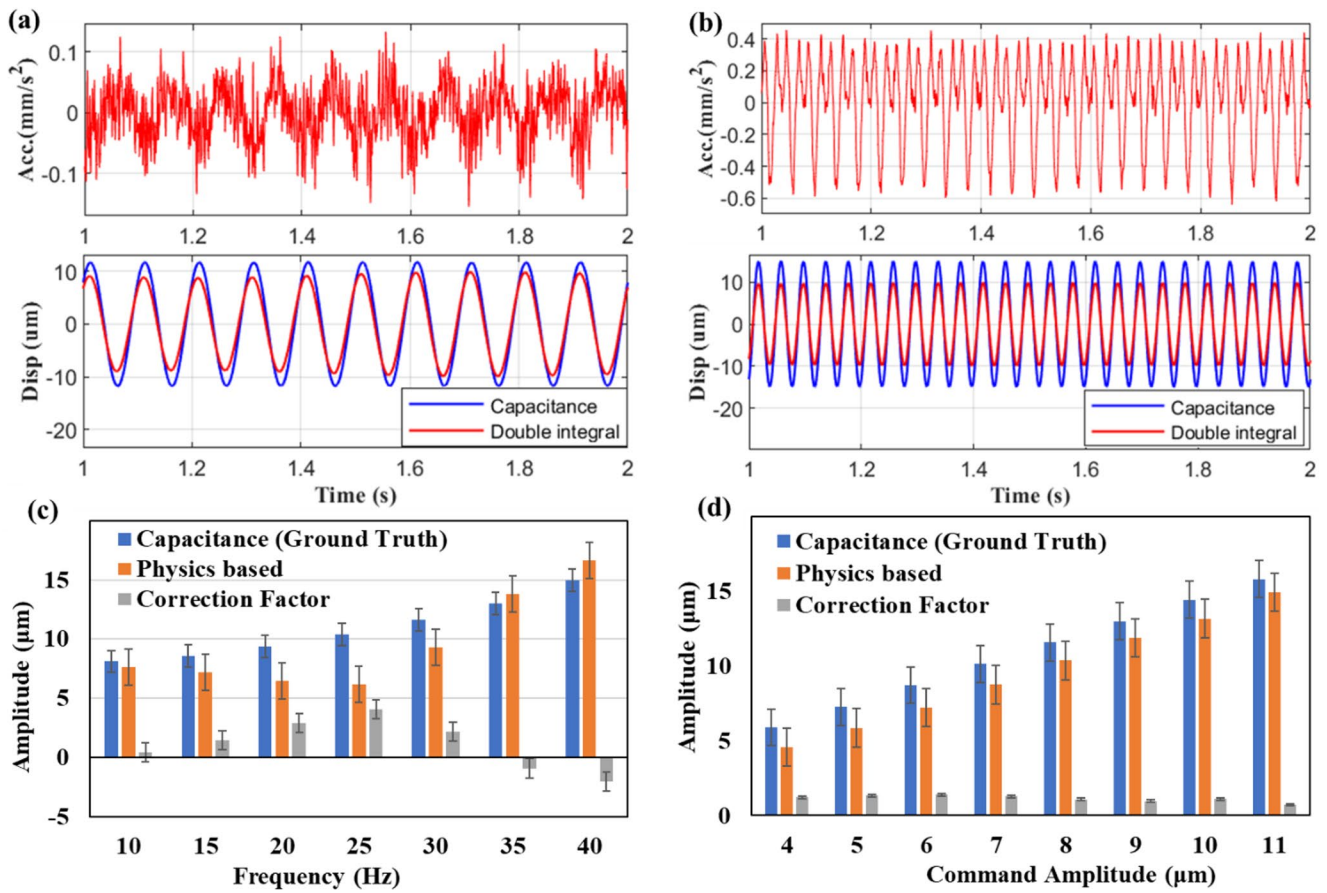 (a)
Acc.(mm/s²)
0.1
0
-0.1
1 1.2 1.4 1.6 1.8 2
Disp (um)
10
0
-10
-20
Capacitance
Double integral
1 1.2 1.4 1.6 1.8 2
Time (s)
(b)
Acc.(mm/s²)
0.4
0.2
0
-0.2
-0.4
-0.6
1 1.2 1.4 1.6 1.8 2
Disp (um)
10
0
-10
-20
Capacitance
Double integral
1 1.2 1.4 1.6 1.8 2
Time (s)
(c)
Amplitude (μm)
15
10
5
0
-5
Capacitance (Ground Truth)
Physics based
Correction Factor
10 15 20 25 30 35 40
Frequency (Hz)
(d)
Amplitude (μm)
15
10
5
0
Capacitance (Ground Truth)
Physics based
Correction Factor
4 5 6 7 8 9 10 11
Command Amplitude (μm)